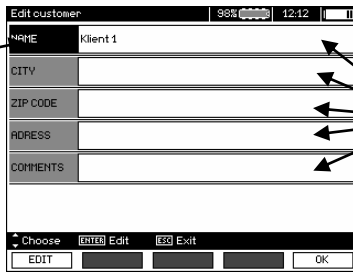 Edit customer 98% 12:12
NAME Klient 1
CITY
ZIP CODE
ADRESS
COMMENTS
Choose ENTER Edit ESC Exit
EDIT OK